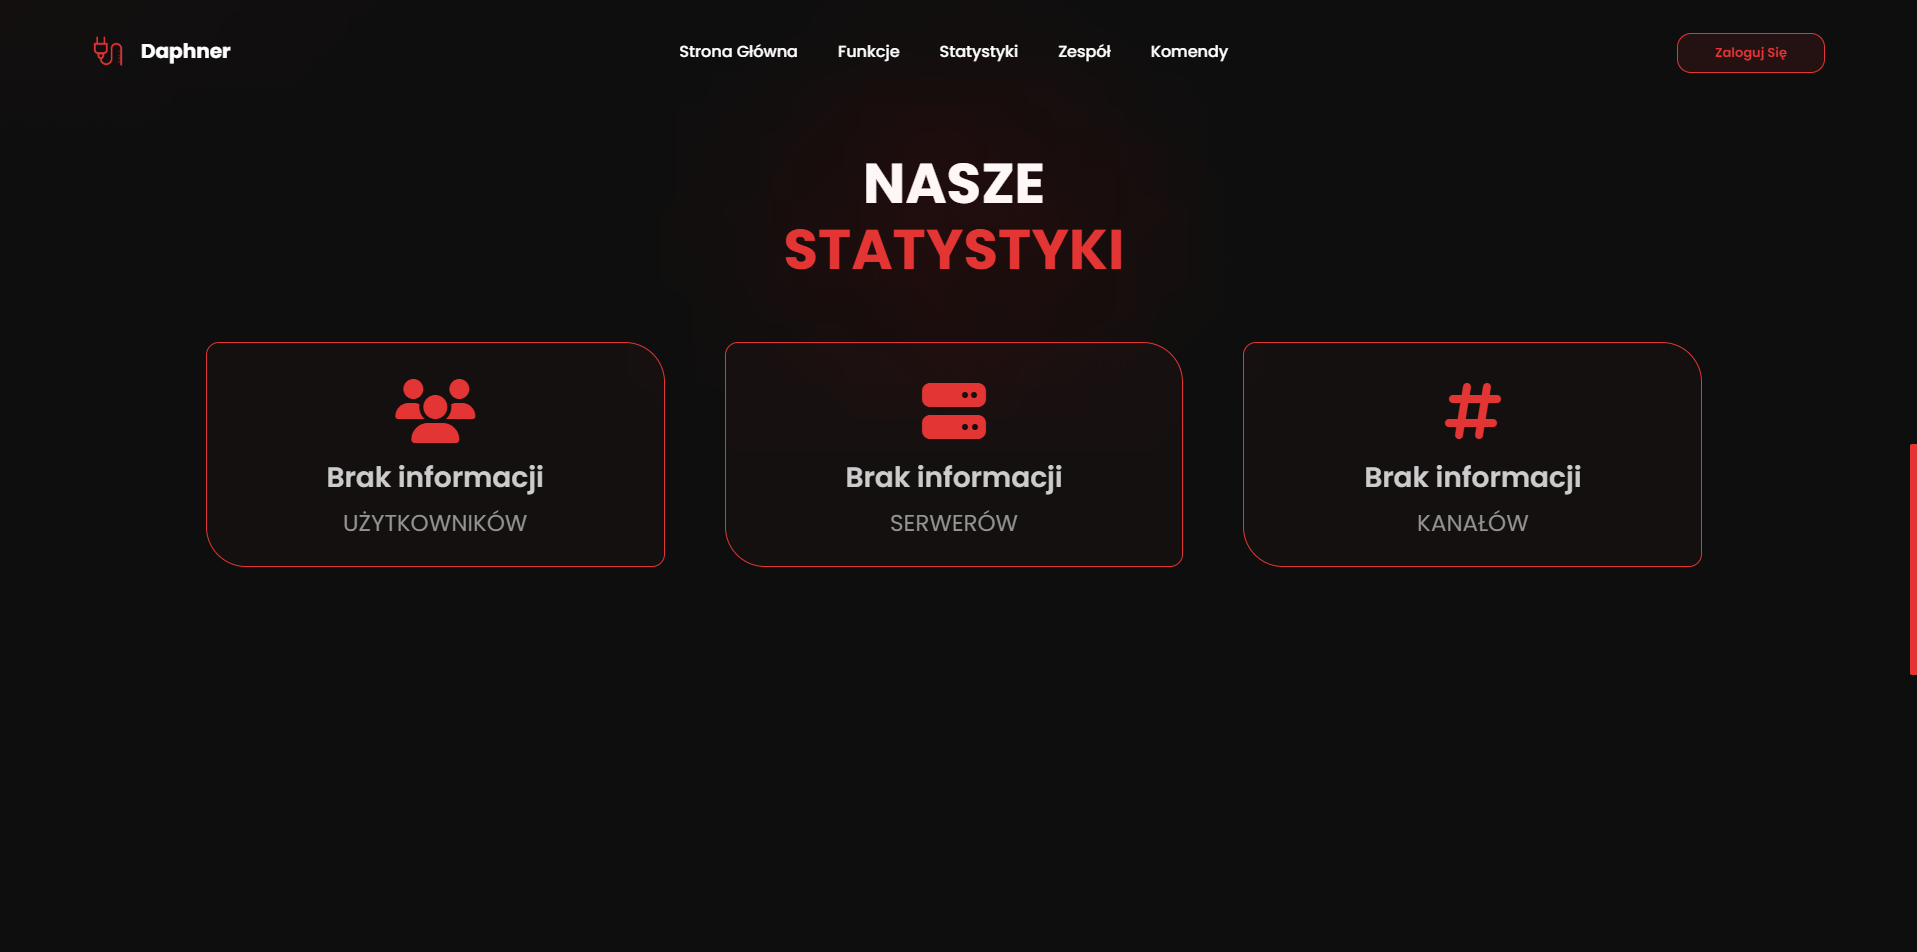 Daphner
Strona Główna Funkcje Statystyki Zespół Komendy
Zaloguj Się
NASZE
STATYSTYKI
Brak informacji
UŻYTKOWNIKÓW
Brak informacji
SERWERÓW
Brak informacji
KANAŁÓW